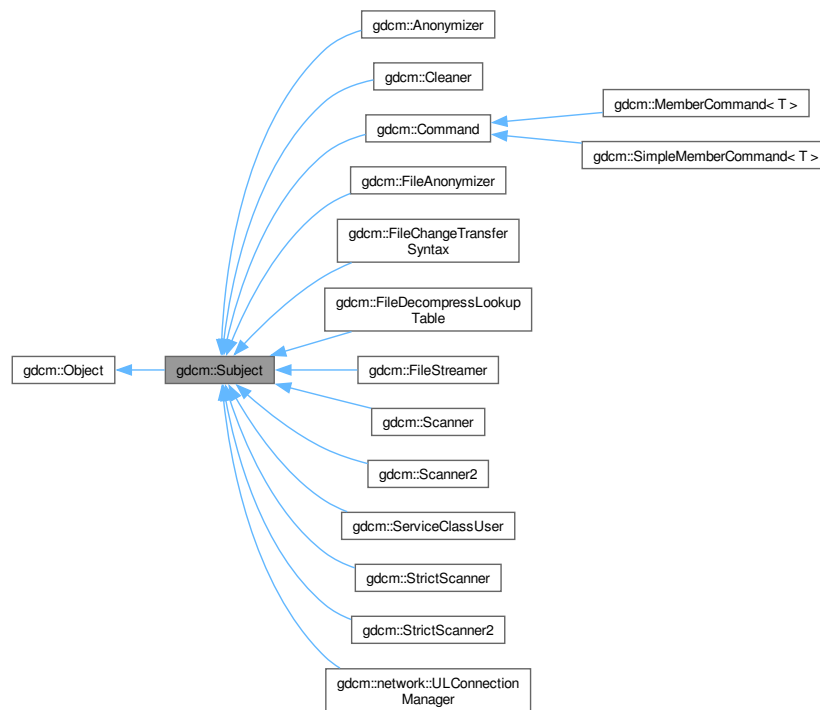 gdcm::Anonymizer
gdcm::Cleaner
gdcm::Command
gdcm::MemberCommand< T >
gdcm::SimpleMemberCommand< T >
gdcm::FileAnonymizer
gdcm::FileChangeTransfer
Syntax
gdcm::FileDecompressLookup
Table
gdcm::Object
gdcm::Subject
gdcm::FileStreamer
gdcm::Scanner
gdcm::Scanner2
gdcm::ServiceClassUser
gdcm::StrictScanner
gdcm::StrictScanner2
gdcm::network::ULConnection
Manager